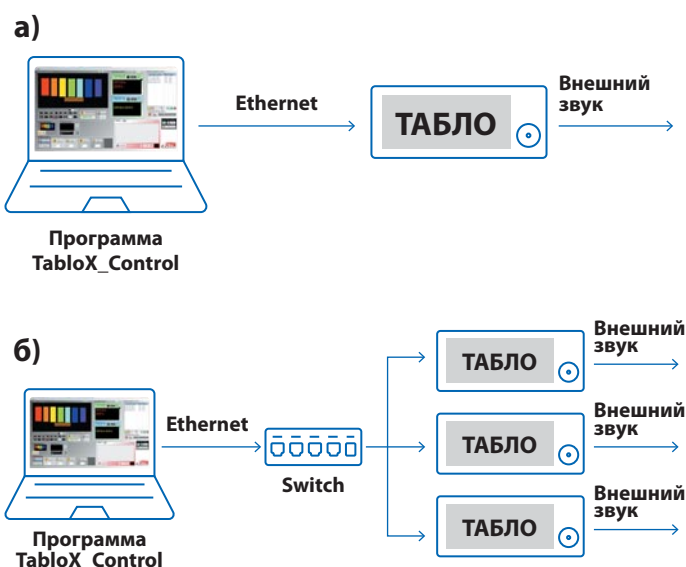 а)
Ethernet
ТАБЛО
Внешний
звук
Программа
TabloX_Control
б)
Ethernet
Switch
ТАБЛО
Внешний
звук
ТАБЛО
Внешний
звук
ТАБЛО
Внешний
звук
Программа
TabloX_Control